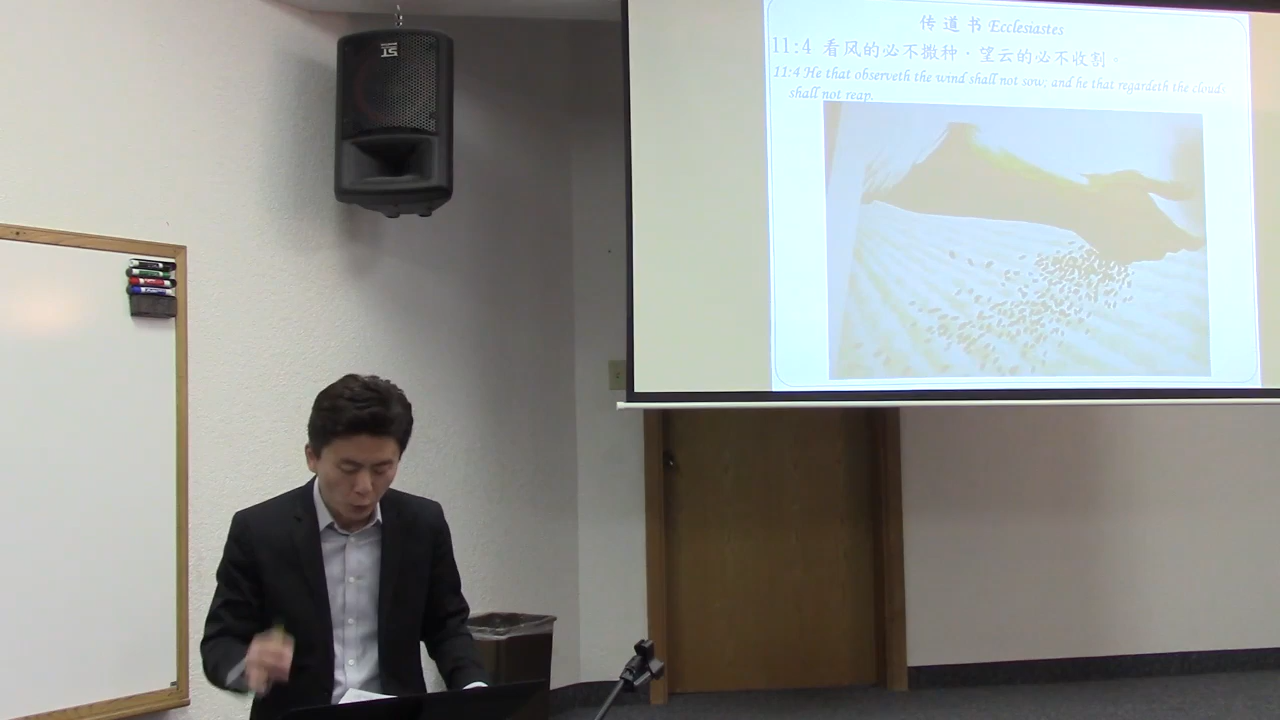 传 道 书 Ecclesiastes
11:4 看风的必不撒种．望云的必不收割。
11:4 He that observeth the wind shall not sow; and he that regardeth the clouds
shall not reap.